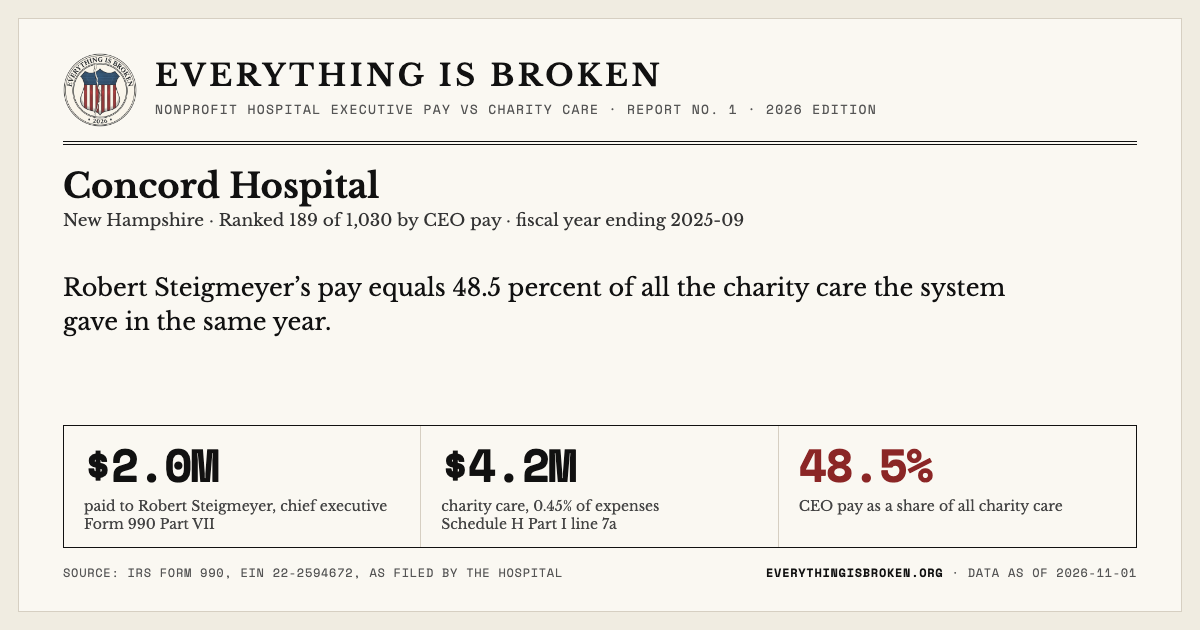 EVERYTHING IS BROKEN
· 2026 ·
EVERYTHING IS BROKEN
NONPROFIT HOSPITAL EXECUTIVE PAY VS CHARITY CARE · REPORT NO. 1 · 2026 EDITION
Concord Hospital
New Hampshire · Ranked 189 of 1,030 by CEO pay · fiscal year ending 2025-09
Robert Steigmeyer’s pay equals 48.5 percent of all the charity care the system
gave in the same year.
$2.0M
paid to Robert Steigmeyer, chief executive
Form 990 Part VII
$4.2M
charity care, 0.45% of expenses
Schedule H Part I line 7a
48.5%
CEO pay as a share of all charity care
SOURCE: IRS FORM 990, EIN 22-2594672, AS FILED BY THE HOSPITAL
EVERYTHINGISBROKEN.ORG · DATA AS OF 2026-11-01